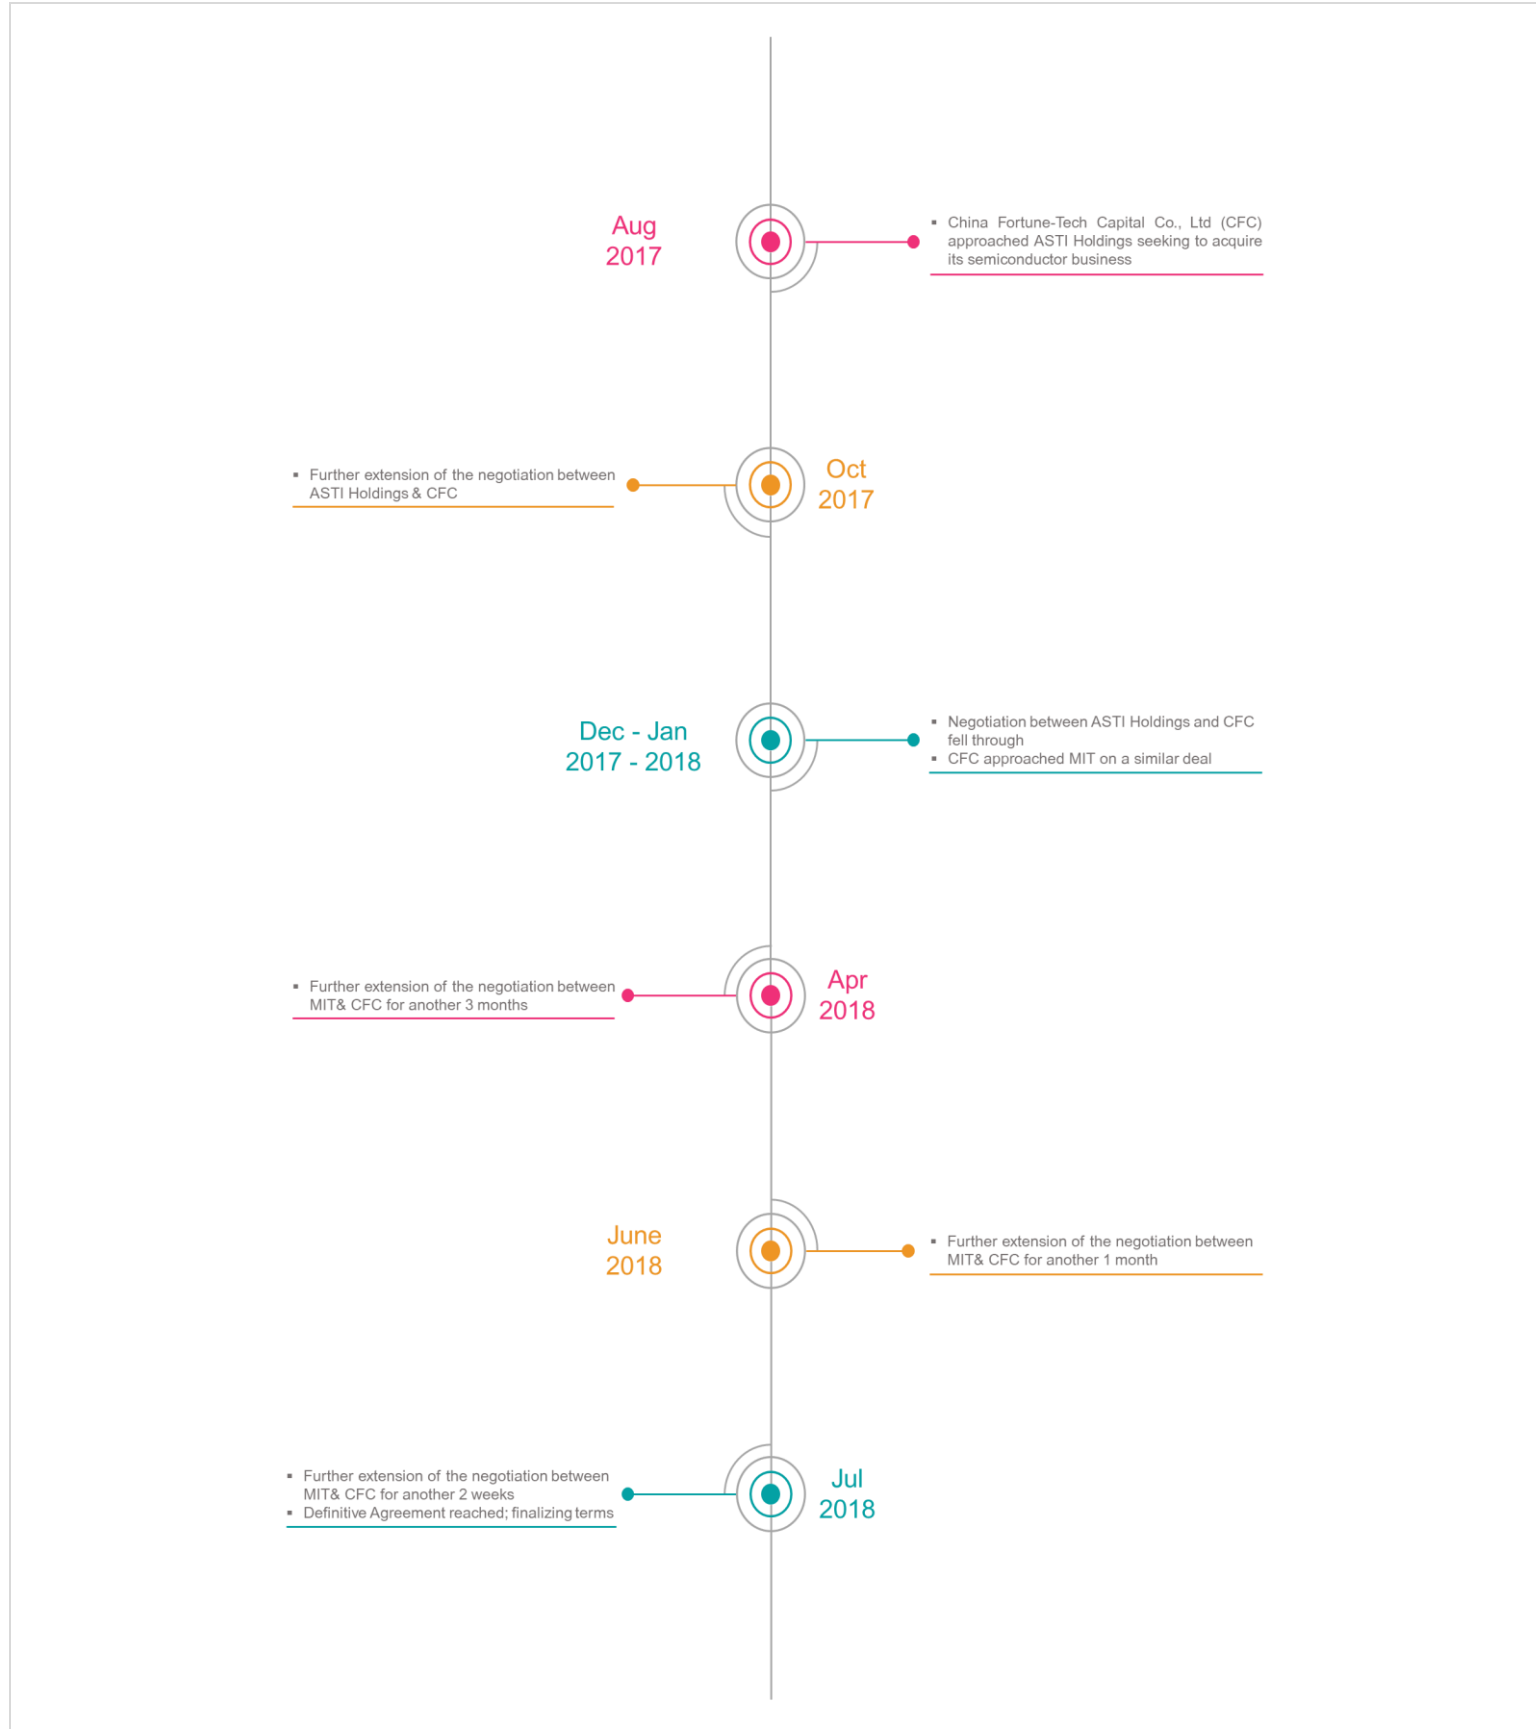 Aug
2017
▪ China Fortune-Tech Capital Co., Ltd (CFC)
approached ASTI Holdings seeking to acquire
its semiconductor business
▪ Further extension of the negotiation between
ASTI Holdings & CFC
Oct
2017
Dec - Jan
2017 - 2018
▪ Negotiation between ASTI Holdings and CFC
fell through
▪ CFC approached MIT on a similar deal
▪ Further extension of the negotiation between
MIT& CFC for another 3 months
Apr
2018
June
2018
▪ Further extension of the negotiation between
MIT& CFC for another 1 month
▪ Further extension of the negotiation between
MIT& CFC for another 2 weeks
▪ Definitive Agreement reached; finalizing terms
Jul
2018